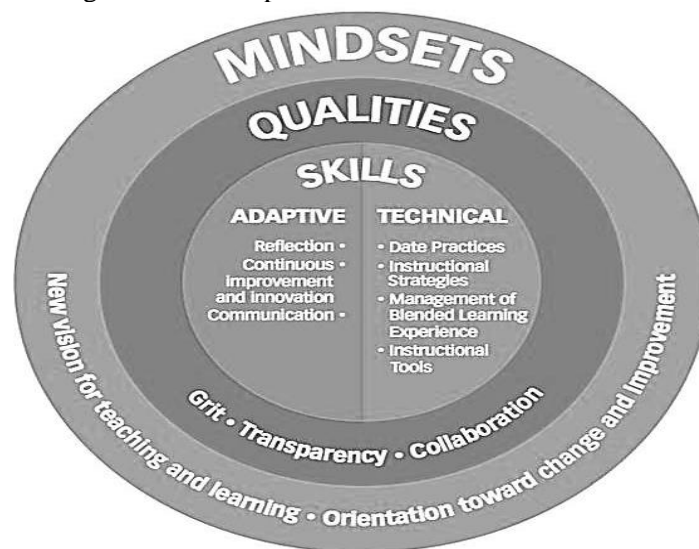 MINDSETS
QUALITIES
SKILLS
ADAPTIVE
Reflection •
Continuous •
improvement
and innovation
Communication •
TECHNICAL
• Date Practices
• Instructional
Strategies
• Management of
Blended Learning
Experience
• Instructional
Tools
Grit • Transparency • Collaboration
New vision for teaching and learning • Orientation toward change and improvement